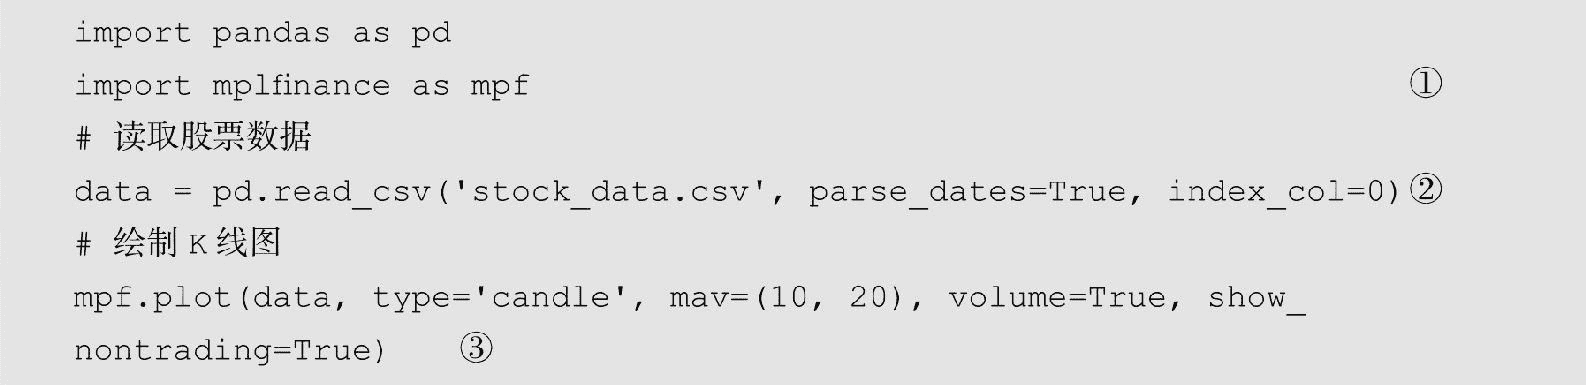 import pandas as pd
import mplfinance as mpf ①
# 读取股票数据
data = pd.read_csv('stock_data.csv', parse_dates=True, index_col=0) ②
# 绘制 K 线图
mpf.plot(data, type='candle', mav=(10, 20), volume=True, show_
nontrading=True) ③